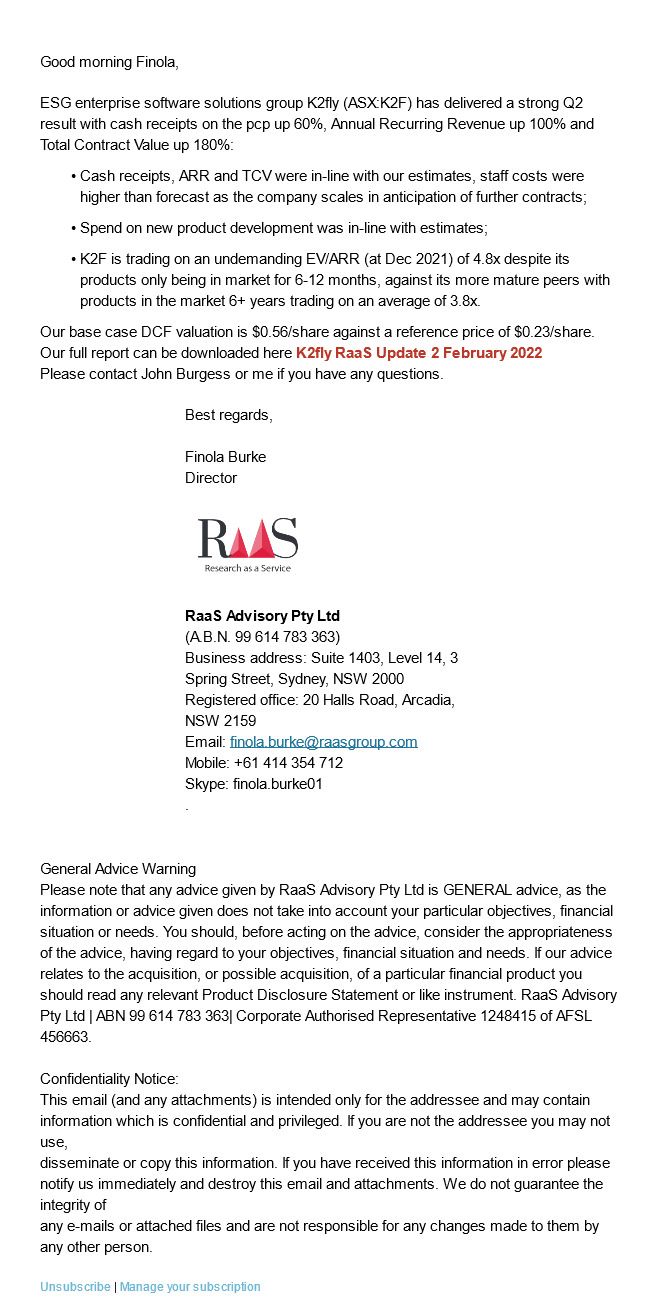 Good morning Finola,
ESG enterprise software solutions group K2fly (ASX:K2F) has delivered a strong Q2
result with cash receipts on the pcp up 60%, Annual Recurring Revenue up 100% and
Total Contract Value up 180%:
• Cash receipts, ARR and TCV were in-line with our estimates, staff costs were
higher than forecast as the company scales in anticipation of further contracts;
• Spend on new product development was in-line with estimates;
• K2F is trading on an undemanding EV/ARR (at Dec 2021) of 4.8x despite its
products only being in market for 6-12 months, against its more mature peers with
products in the market 6+ years trading on an average of 3.8x.
Our base case DCF valuation is $0.56/share against a reference price of $0.23/share.
Our full report can be downloaded here K2fly RaaS Update 2 February 2022
Please contact John Burgess or me if you have any questions.
Best regards,
Finola Burke
Director
RAAS
Research as a Service
RaaS Advisory Pty Ltd
(A.B.N. 99 614 783 363)
Business address: Suite 1403, Level 14, 3
Spring Street, Sydney, NSW 2000
Registered office: 20 Halls Road, Arcadia,
NSW 2159
Email: finola.burke@raasgroup.com
Mobile: +61 414 354 712
Skype: finola.burke01
.
General Advice Warning
Please note that any advice given by RaaS Advisory Pty Ltd is GENERAL advice, as the
information or advice given does not take into account your particular objectives, financial
situation or needs. You should, before acting on the advice, consider the appropriateness
of the advice, having regard to your objectives, financial situation and needs. If our advice
relates to the acquisition, or possible acquisition, of a particular financial product you
should read any relevant Product Disclosure Statement or like instrument. RaaS Advisory
Pty Ltd | ABN 99 614 783 363| Corporate Authorised Representative 1248415 of AFSL
456663.
Confidentiality Notice:
This email (and any attachments) is intended only for the addressee and may contain
information which is confidential and privileged. If you are not the addressee you may not
use,
disseminate or copy this information. If you have received this information in error please
notify us immediately and destroy this email and attachments. We do not guarantee the
integrity of
any e-mails or attached files and are not responsible for any changes made to them by
any other person.
Unsubscribe | Manage your subscription